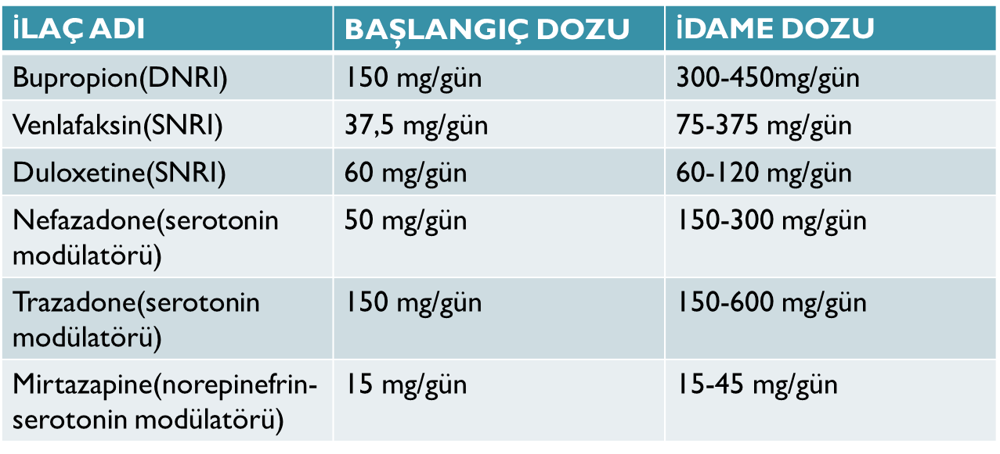 İLAÇ ADI BAŞLANGIÇ DOZU İDAME DOZU
Bupropion(DNRI) 150 mg/gün 300-450mg/gün
Venlafaksin(SNRI) 37,5 mg/gün 75-375 mg/gün
Duloxetine(SNRI) 60 mg/gün 60-120 mg/gün
Nefazadone(serotonin 50 mg/gün 150-300 mg/gün
modülatörü)
Trazadone(serotonin 150 mg/gün 150-600 mg/gün
modülatörü)
Mirtazapine(norepinefrin- 15 mg/gün 15-45 mg/gün
serotonin modülatörü)